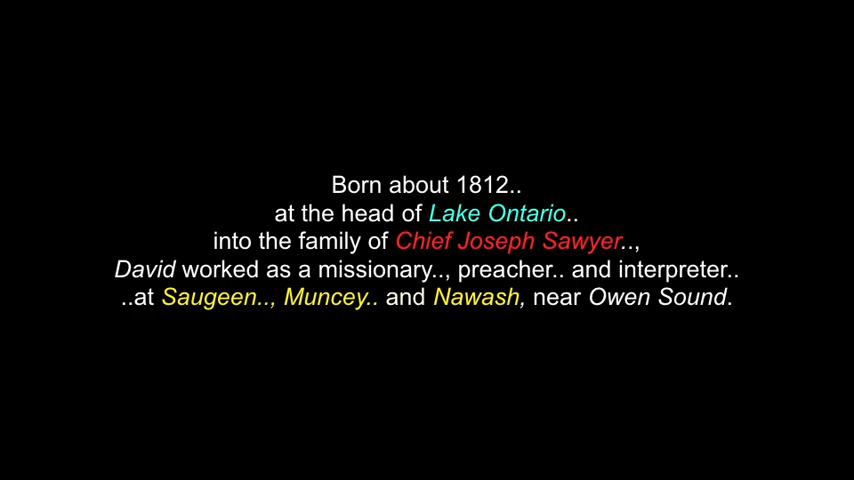 Born about 1812..
at the head of Lake Ontario..
into the family of Chief Joseph Sawyer..,
David worked as a missionary.., preacher.. and interpreter..
..at Saugeen.., Muncey.. and Nawash, near Owen Sound.